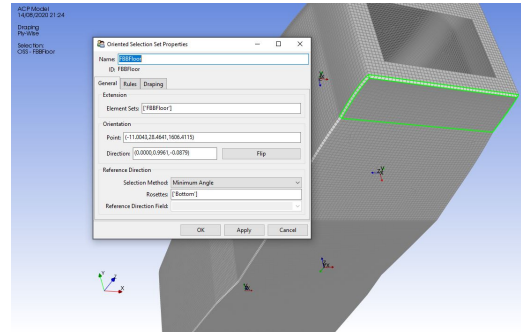 ACP Model
14/08/2020 21:24
Draping
Ply-Wire
Selection:
OSS - FBBFloor
Oriented Selection Set Properties
Name: FBBFloor
ID: FBBFloor
General Rules Draping
Extension
Element Sets: ['FBBFloor']
Orientation
Point: (-11.0043,28.4641,1606.4115)
Direction: (0.0000,0.9961,-0.0879) Flip
Reference Direction
Selection Method: Minimum Angle
Rosettes: ['Bottom']
Reference Direction Field:
OK Apply Cancel
Y
X